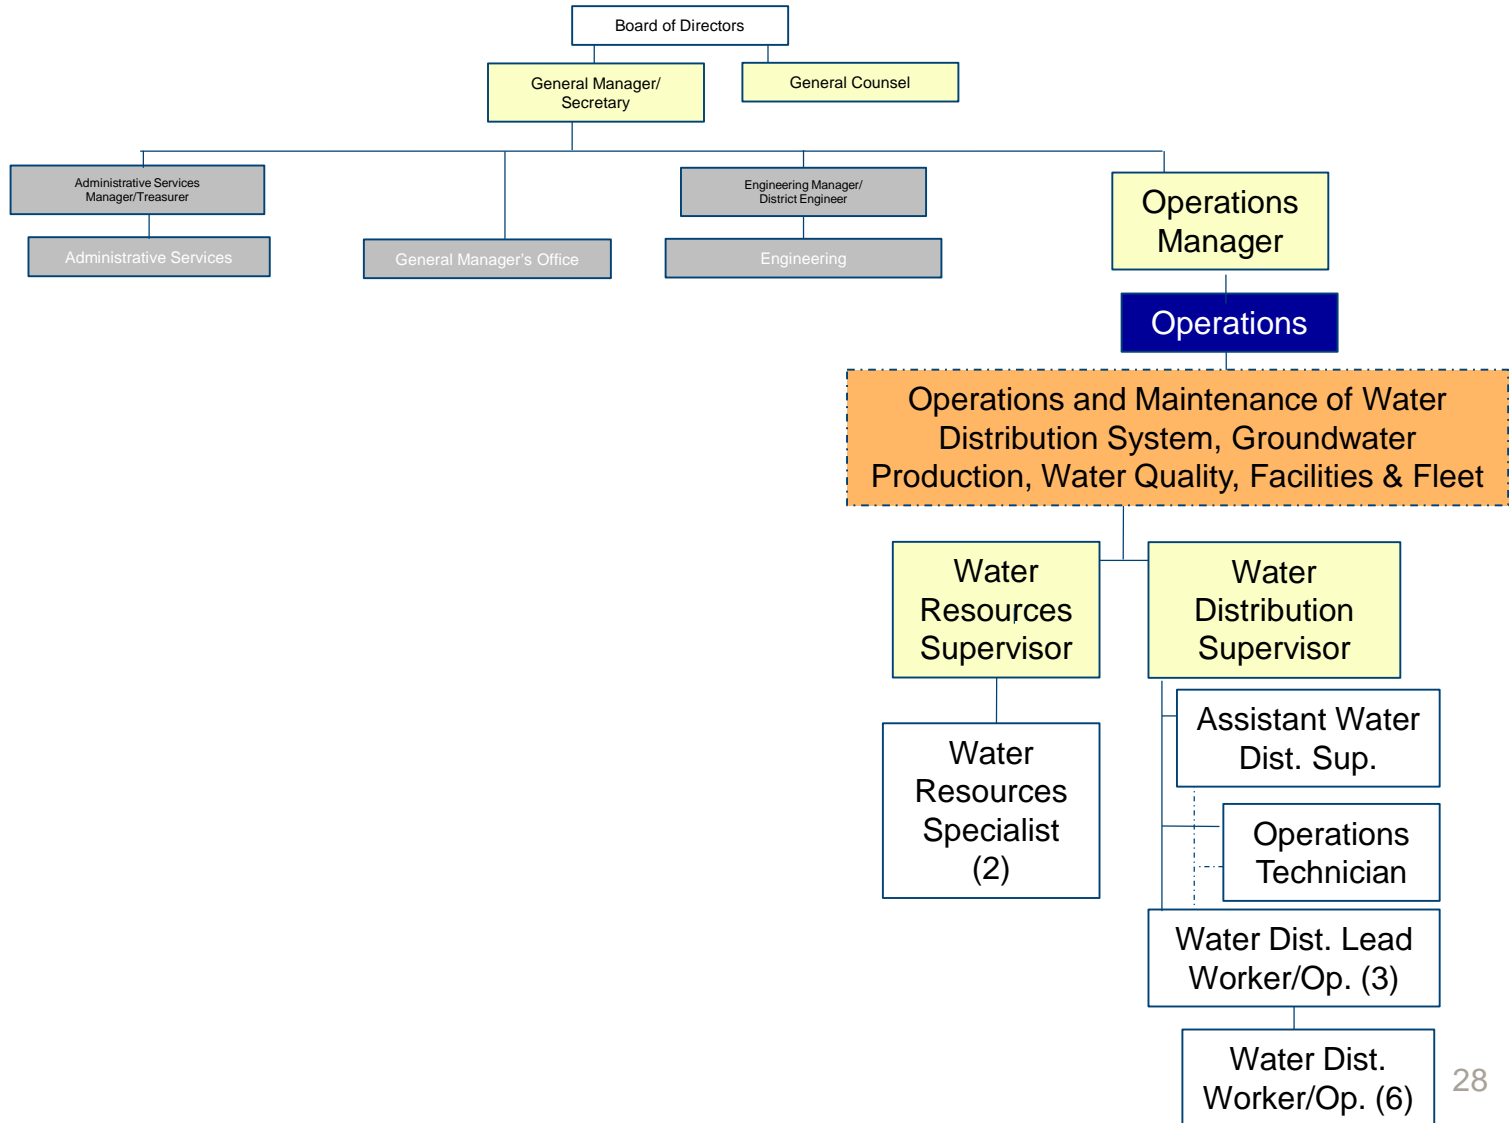 Board of Directors
General Manager/
Secretary
General Counsel
Administrative Services
Manager/Treasurer
Engineering Manager/
District Engineer
Operations
Manager
Administrative Services
General Manager's Office
Engineering
Operations
Operations and Maintenance of Water
Distribution System, Groundwater
Production, Water Quality, Facilities & Fleet
Water
Resources
Supervisor
Water
Distribution
Supervisor
Water
Resources
Specialist
(2)
Assistant Water
Dist. Sup.
Operations
Technician
Water Dist. Lead
Worker/Op. (3)
Water Dist.
Worker/Op. (6)
28